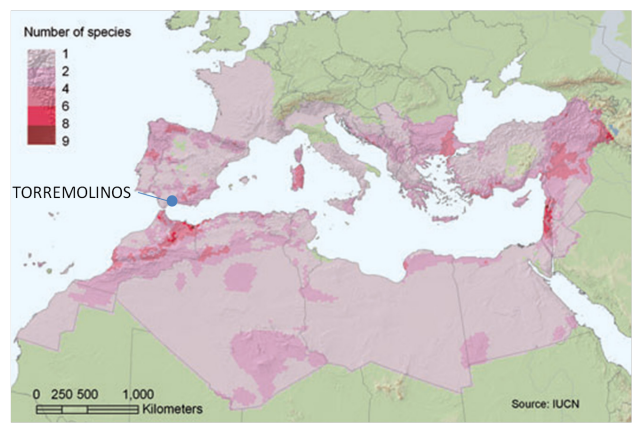 Number of species
1
2
4
6
8
9
TORREMOLINOS
0 250 500 1,000
Kilometers
Source: IUCN